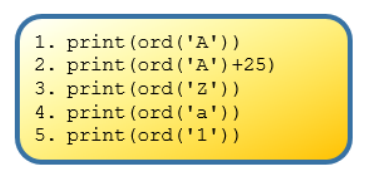 1. print(ord('A'))
2. print(ord('A')+25)
3. print(ord('Z'))
4. print(ord('a'))
5. print(ord('1'))